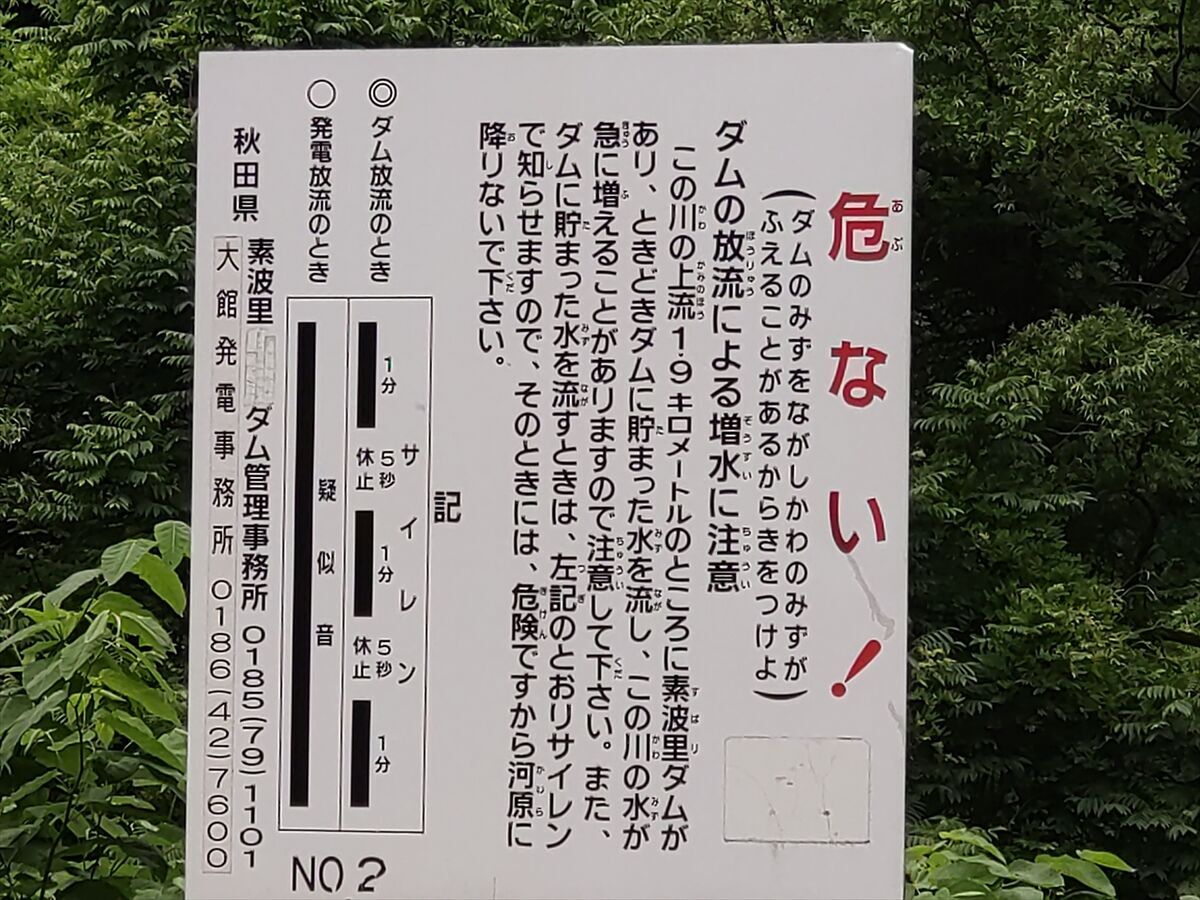 危ない!
(ダムのみずをながしかわのみずが
ふえることがあるからきをつけよ)
ダムの放流による増水に注意
この川の上流1.9キロメートルのところに素波里ダムが
あり、ときどきダムに貯まった水を流し、この川の水が
急に増えることがありますので注意して下さい。また、
ダムに貯まった水を流すときは、左記のとおりサイレン
で知らせますので、そのときには、危険ですから河原に
降りないで下さい。
記
◎ダム放流のとき
サイレン
1分
5秒休止
1分
5秒休止
1分
○発電放流のとき
疑似音
秋田県
素波里ダム管理事務所 0185(79)1101
大館発電事務所 0186(42)7600
NO2